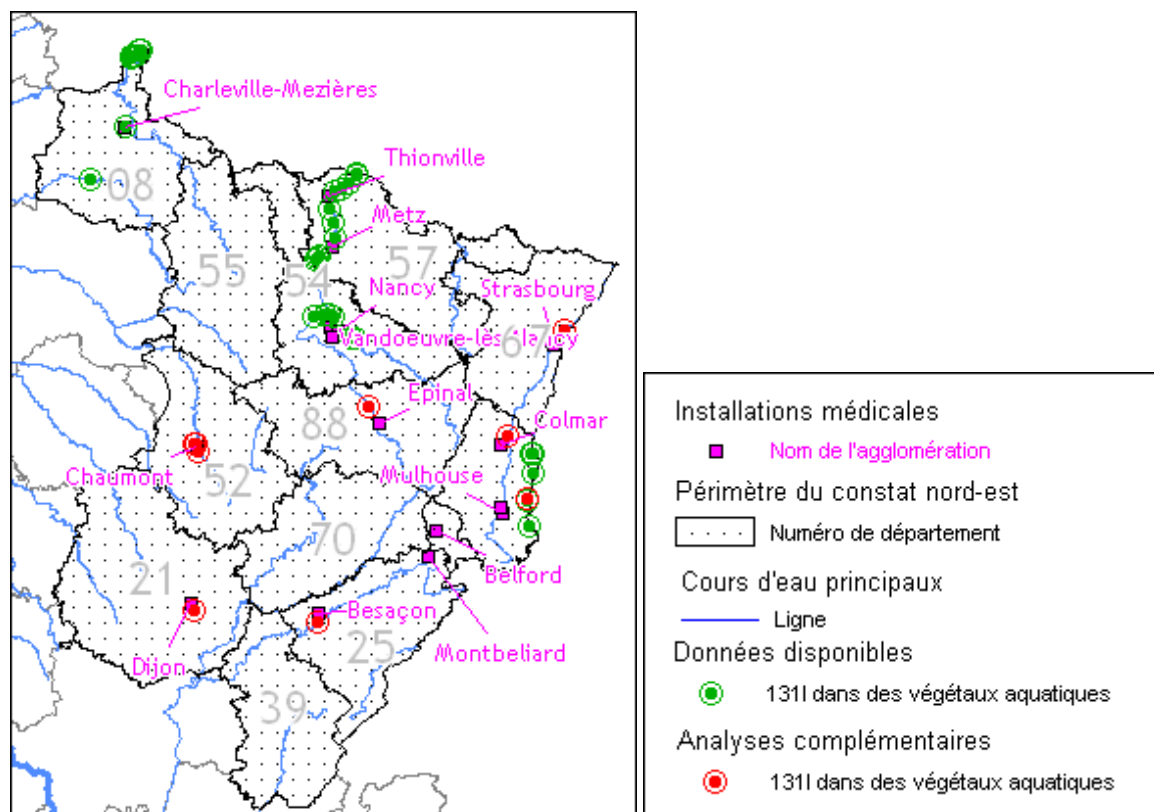 Charleville-Mezières
Thionville
08
Metz
55
57
54
Nancy
Strasbourg
Vandoeuvre-lès-Nancy
67
Epinal
88
Colmar
Chaumont
52
Mulhouse
70
21
Belford
Besaçon
25
Dijon
Montbeliard
39
Installations médicales
Nom de l'agglomération
Périmètre du constat nord-est
Numéro de département
Cours d'eau principaux
Ligne
Données disponibles
131I dans des végétaux aquatiques
Analyses complémentaires
131I dans des végétaux aquatiques